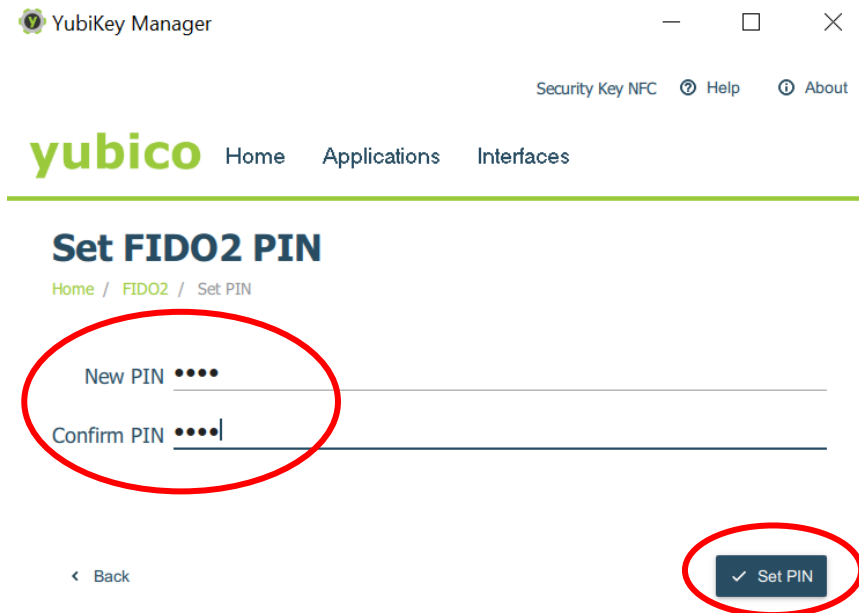 YubiKey Manager
Security Key NFC Help About
yubico Home Applications Interfaces
Set FIDO2 PIN
Home / FIDO2 / Set PIN
New PIN ••••
Confirm PIN ••••
Back Set PIN